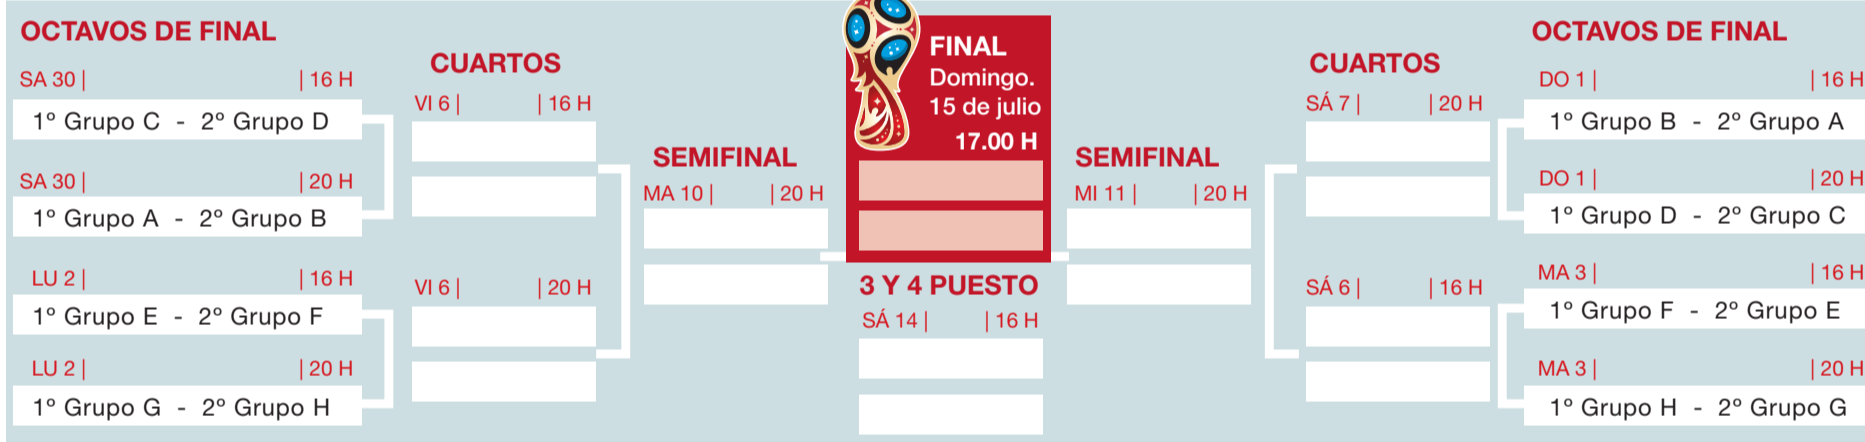 OCTAVOS DE FINAL
SA 30 | | 16 H
1º Grupo C - 2º Grupo D
SA 30 | | 20 H
1º Grupo A - 2º Grupo B
LU 2 | | 16 H
1º Grupo E - 2º Grupo F
LU 2 | | 20 H
1º Grupo G - 2º Grupo H
CUARTOS
VI 6 | | 16 H
VI 6 | | 20 H
SEMIFINAL
MA 10 | | 20 H
FINAL
Domingo.
15 de julio
17.00 H
3 Y 4 PUESTO
SÁ 14 | | 16 H
SEMIFINAL
MI 11 | | 20 H
CUARTOS
SÁ 7 | | 20 H
SÁ 6 | | 16 H
OCTAVOS DE FINAL
DO 1 | | 16 H
1º Grupo B - 2º Grupo A
DO 1 | | 20 H
1º Grupo D - 2º Grupo C
MA 3 | | 16 H
1º Grupo F - 2º Grupo E
MA 3 | | 20 H
1º Grupo H - 2º Grupo G